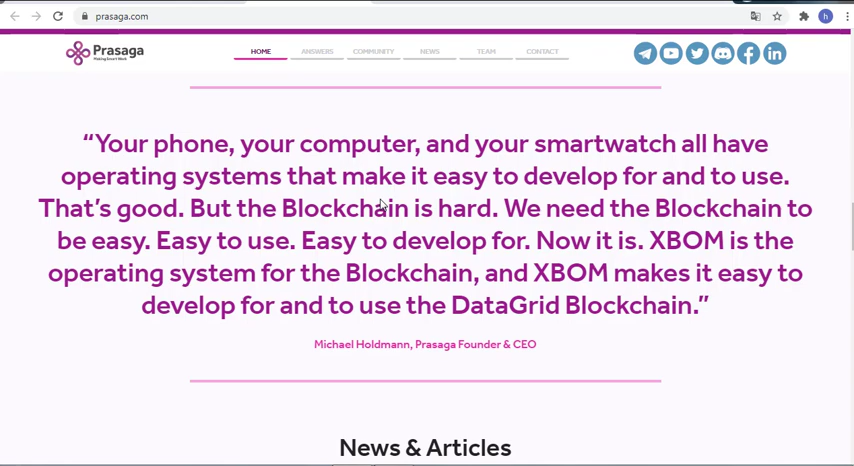 prasaga.com
h
Prasaga
Making Smart Work
HOME ANSWERS COMMUNITY NEWS TEAM CONTACT
“Your phone, your computer, and your smartwatch all have
operating systems that make it easy to develop for and to use.
That’s good. But the Blockchain is hard. We need the Blockchain to
be easy. Easy to use. Easy to develop for. Now it is. XBOM is the
operating system for the Blockchain, and XBOM makes it easy to
develop for and to use the DataGrid Blockchain.”
Michael Holdmann, Prasaga Founder & CEO
News & Articles